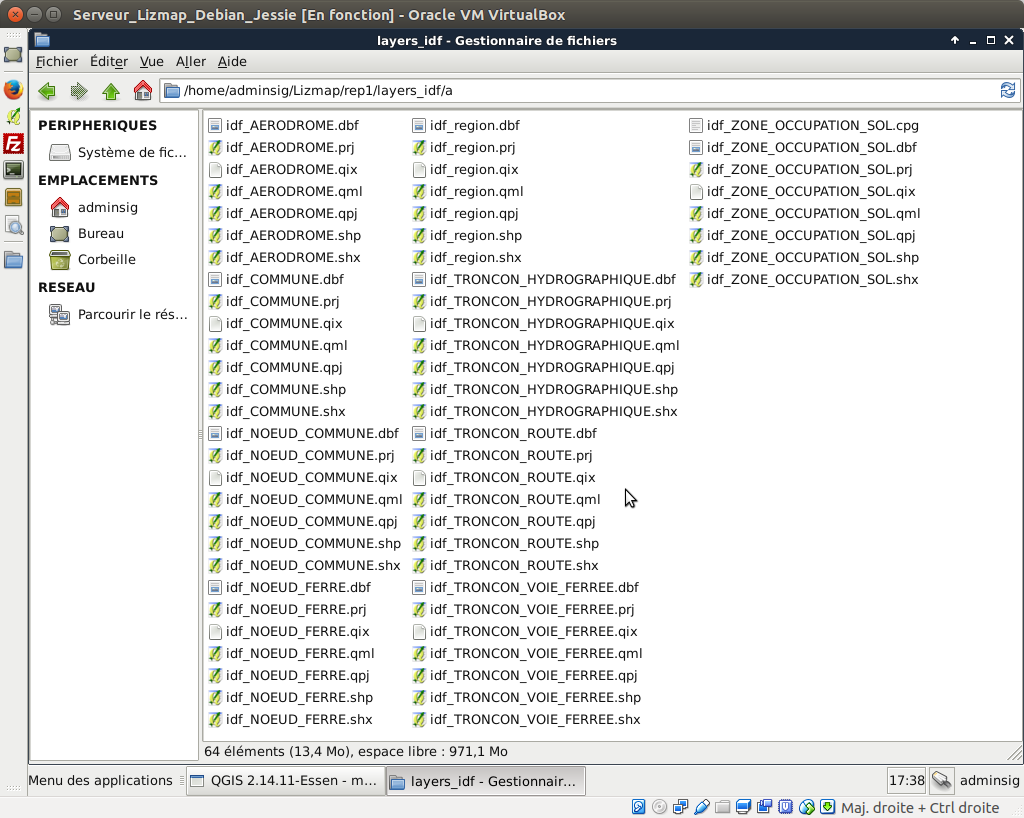 Serveur_Lizmap_Debian_Jessie [En fonction] - Oracle VM VirtualBox
layers_idf - Gestionnaire de fichiers
Fichier Éditer Vue Aller Aide
/home/adminsig/Lizmap/rep1/layers_idf/a
PERIPHERIQUES
Système de fic...
EMPLACEMENTS
adminsig
Bureau
Corbeille
RESEAU
Parcourir le rés...
idf_AERODROME.dbf
idf_AERODROME.prj
idf_AERODROME.qix
idf_AERODROME.qml
idf_AERODROME.qpj
idf_AERODROME.shp
idf_AERODROME.shx
idf_COMMUNE.dbf
idf_COMMUNE.prj
idf_COMMUNE.qix
idf_COMMUNE.qml
idf_COMMUNE.qpj
idf_COMMUNE.shp
idf_COMMUNE.shx
idf_NOEUD_COMMUNE.dbf
idf_NOEUD_COMMUNE.prj
idf_NOEUD_COMMUNE.qix
idf_NOEUD_COMMUNE.qml
idf_NOEUD_COMMUNE.qpj
idf_NOEUD_COMMUNE.shp
idf_NOEUD_COMMUNE.shx
idf_NOEUD_FERRE.dbf
idf_NOEUD_FERRE.prj
idf_NOEUD_FERRE.qix
idf_NOEUD_FERRE.qml
idf_NOEUD_FERRE.qpj
idf_NOEUD_FERRE.shp
idf_NOEUD_FERRE.shx
idf_region.dbf
idf_region.prj
idf_region.qix
idf_region.qml
idf_region.qpj
idf_region.shp
idf_region.shx
idf_TRONCON_HYDROGRAPHIQUE.dbf
idf_TRONCON_HYDROGRAPHIQUE.prj
idf_TRONCON_HYDROGRAPHIQUE.qix
idf_TRONCON_HYDROGRAPHIQUE.qml
idf_TRONCON_HYDROGRAPHIQUE.qpj
idf_TRONCON_HYDROGRAPHIQUE.shp
idf_TRONCON_HYDROGRAPHIQUE.shx
idf_TRONCON_ROUTE.dbf
idf_TRONCON_ROUTE.prj
idf_TRONCON_ROUTE.qix
idf_TRONCON_ROUTE.qml
idf_TRONCON_ROUTE.qpj
idf_TRONCON_ROUTE.shp
idf_TRONCON_ROUTE.shx
idf_TRONCON_VOIE_FERREE.dbf
idf_TRONCON_VOIE_FERREE.prj
idf_TRONCON_VOIE_FERREE.qix
idf_TRONCON_VOIE_FERREE.qml
idf_TRONCON_VOIE_FERREE.qpj
idf_TRONCON_VOIE_FERREE.shp
idf_TRONCON_VOIE_FERREE.shx
idf_ZONE_OCCUPATION_SOL.cpg
idf_ZONE_OCCUPATION_SOL.dbf
idf_ZONE_OCCUPATION_SOL.prj
idf_ZONE_OCCUPATION_SOL.qix
idf_ZONE_OCCUPATION_SOL.qml
idf_ZONE_OCCUPATION_SOL.qpj
idf_ZONE_OCCUPATION_SOL.shp
idf_ZONE_OCCUPATION_SOL.shx
64 éléments (13,4 Mo), espace libre : 971,1 Mo
Menu des applications QGIS 2.14.11-Essen - m... layers_idf - Gestionnair... 17:38 adminsig
Maj. droite + Ctrl droite
Fz